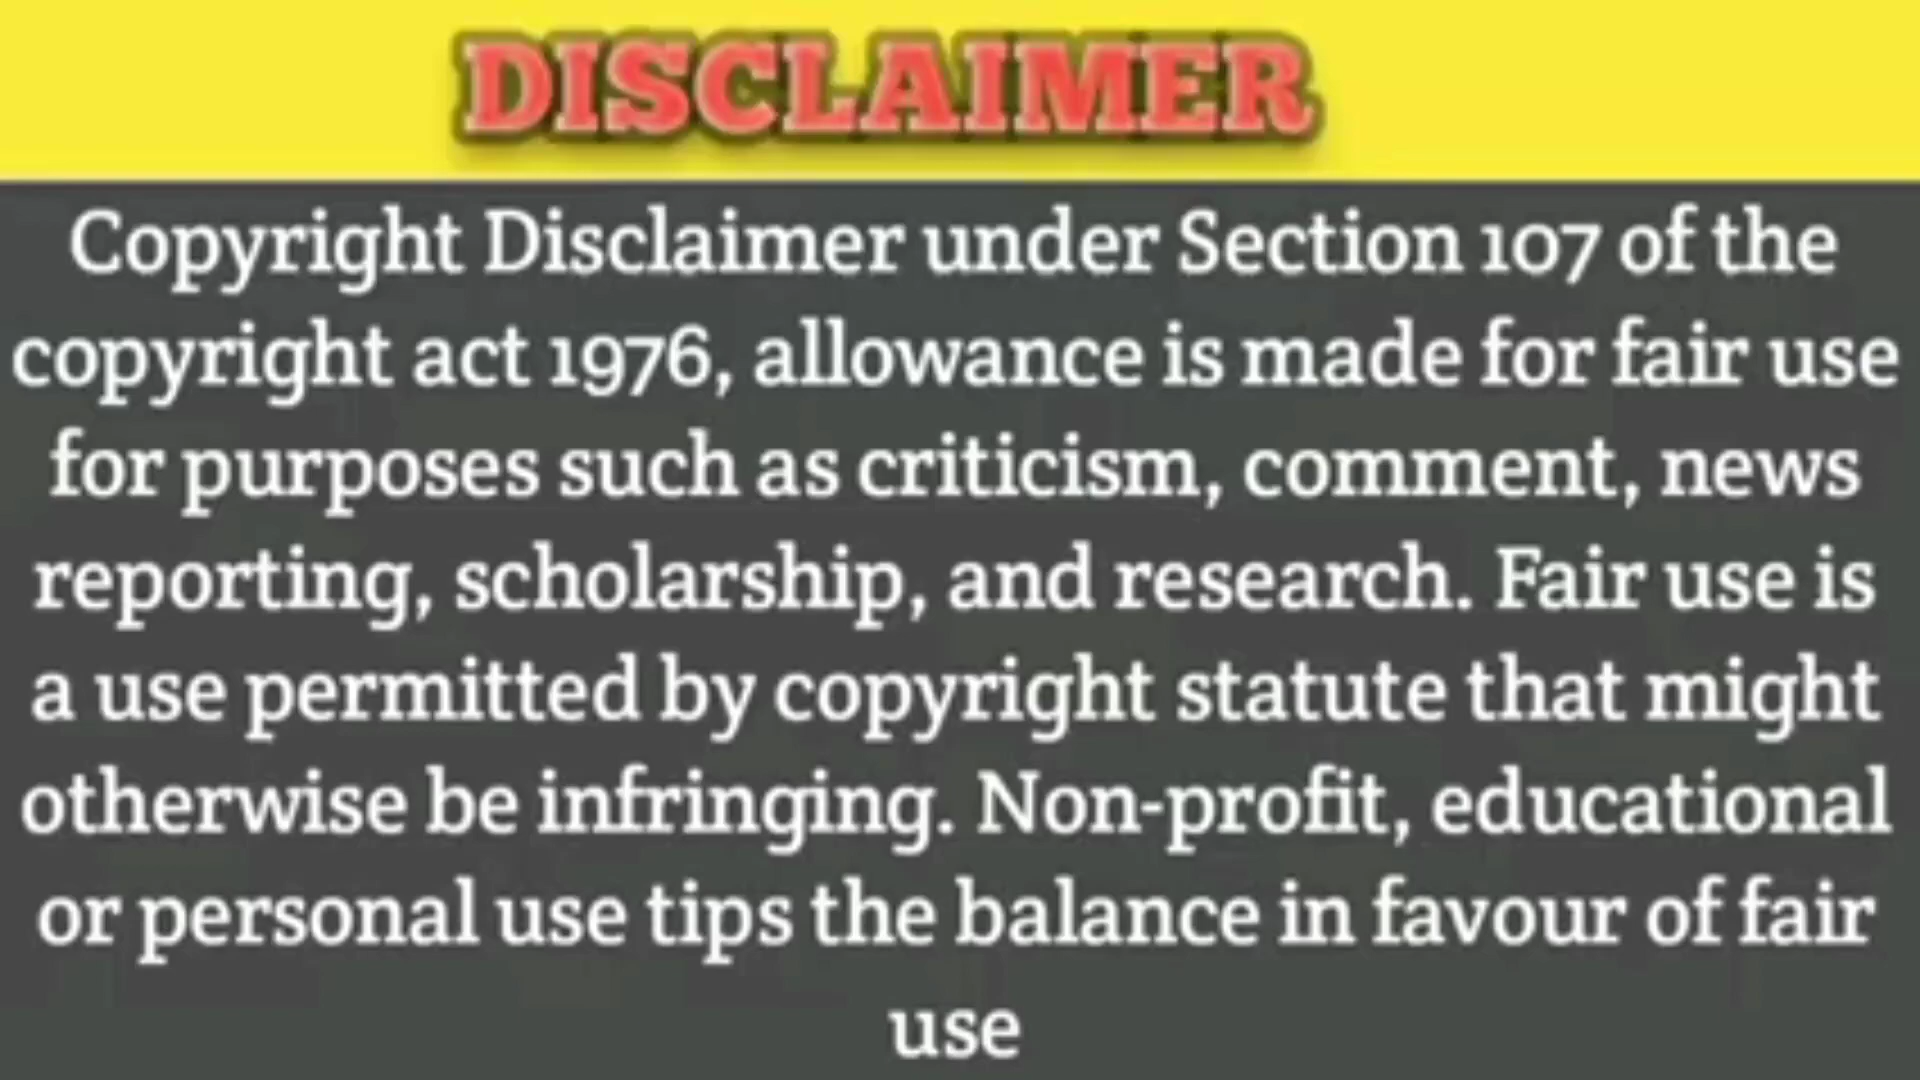 DISCLAIMER
Copyright Disclaimer under Section 107 of the
copyright act 1976, allowance is made for fair use
for purposes such as criticism, comment, news
reporting, scholarship, and research. Fair use is
a use permitted by copyright statute that might
otherwise be infringing. Non-profit, educational
or personal use tips the balance in favour of fair
use